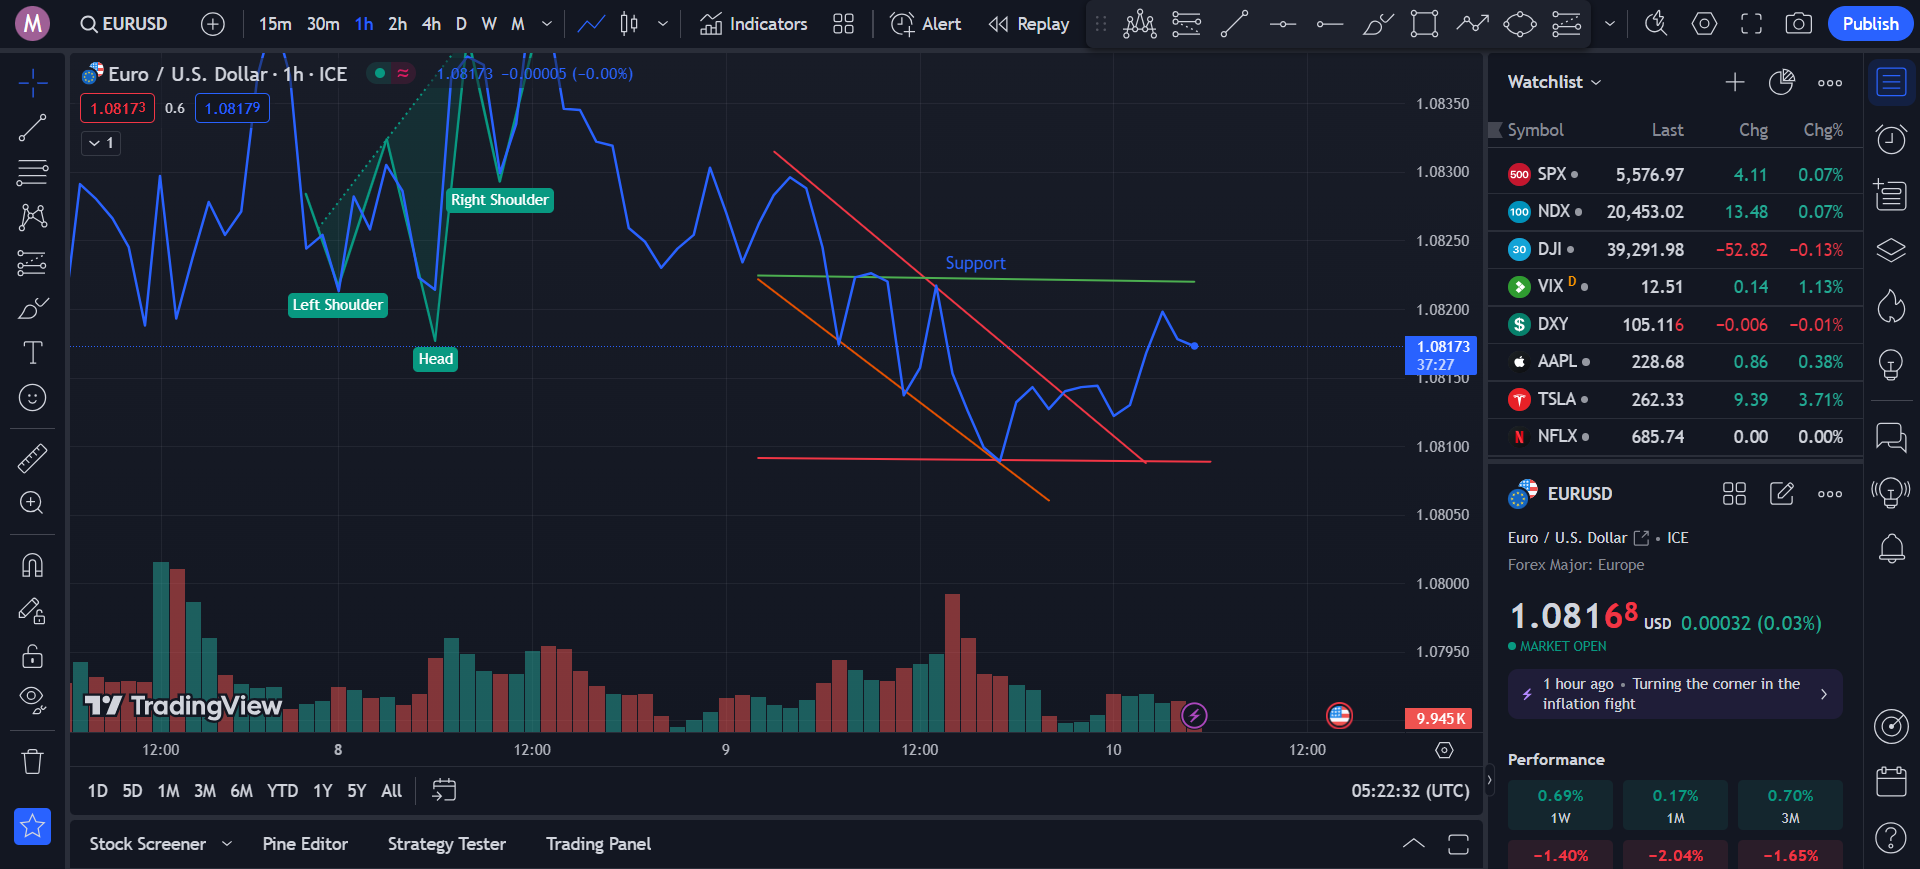 M
EURUSD
15m 30m 1h 2h 4h D W M
Indicators
Alert
Replay
Publish
Euro / U.S. Dollar · 1h · ICE
1.08173 −0.00005 (−0.00%)
1.08173 0.6 1.08179
1
Left Shoulder
Head
Right Shoulder
Support
1.08350
1.08300
1.08250
1.08200
1.08173
37:27
1.08150
1.08100
1.08050
1.08000
1.07950
9.945 K
TradingView
12:00 8 12:00 9 12:00 10 12:00
1D 5D 1M 3M 6M YTD 1Y 5Y All
05:22:32 (UTC)
Stock Screener Pine Editor Strategy Tester Trading Panel
Watchlist
Symbol Last Chg Chg%
500 SPX 5,576.97 4.11 0.07%
100 NDX 20,453.02 13.48 0.07%
30 DJI 39,291.98 −52.82 −0.13%
VIX D 12.51 0.14 1.13%
$ DXY 105.116 −0.006 −0.01%
AAPL 228.68 0.86 0.38%
TSLA 262.33 9.39 3.71%
N NFLX 685.74 0.00 0.00%
EURUSD
Euro / U.S. Dollar • ICE
Forex Major: Europe
1.08168 USD 0.00032 (0.03%)
MARKET OPEN
1 hour ago • Turning the corner in the
inflation fight
Performance
0.69% 0.17% 0.70%
1W 1M 3M
−1.40% −2.04% −1.65%